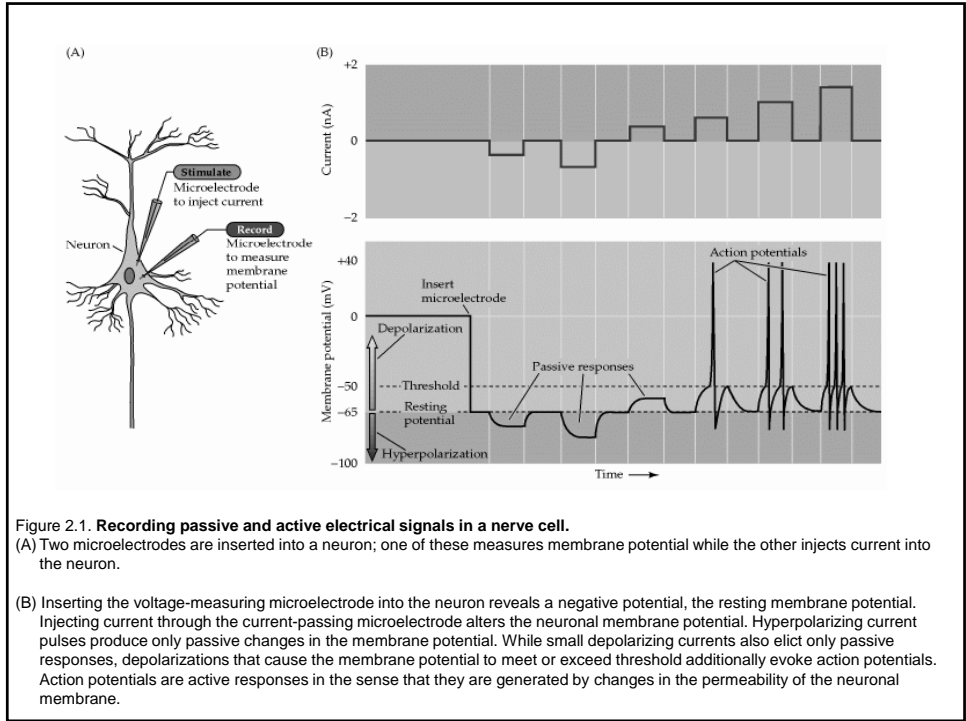 (A)
Stimulate
Microelectrode
to inject current
Record
Microelectrode
to measure
membrane
potential
Neuron
(B)
+2
0
−2
Current (nA)
+40
0
−50
−65
−100
Membrane potential (mV)
Insert
microelectrode
Depolarization
Threshold
Resting
potential
Hyperpolarization
Passive responses
Action potentials
Time
Figure 2.1. Recording passive and active electrical signals in a nerve cell.
(A) Two microelectrodes are inserted into a neuron; one of these measures membrane potential while the other injects current into
the neuron.
(B) Inserting the voltage-measuring microelectrode into the neuron reveals a negative potential, the resting membrane potential.
Injecting current through the current-passing microelectrode alters the neuronal membrane potential. Hyperpolarizing current
pulses produce only passive changes in the membrane potential. While small depolarizing currents also elict only passive
responses, depolarizations that cause the membrane potential to meet or exceed threshold additionally evoke action potentials.
Action potentials are active responses in the sense that they are generated by changes in the permeability of the neuronal
membrane.